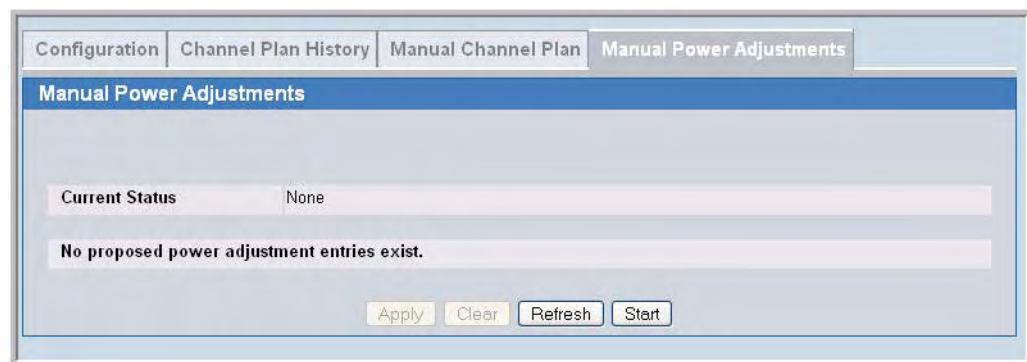 Configuration Channel Plan History Manual Channel Plan Manual Power Adjustments
Manual Power Adjustments
Current Status None
No proposed power adjustment entries exist.
Apply Clear Refresh Start